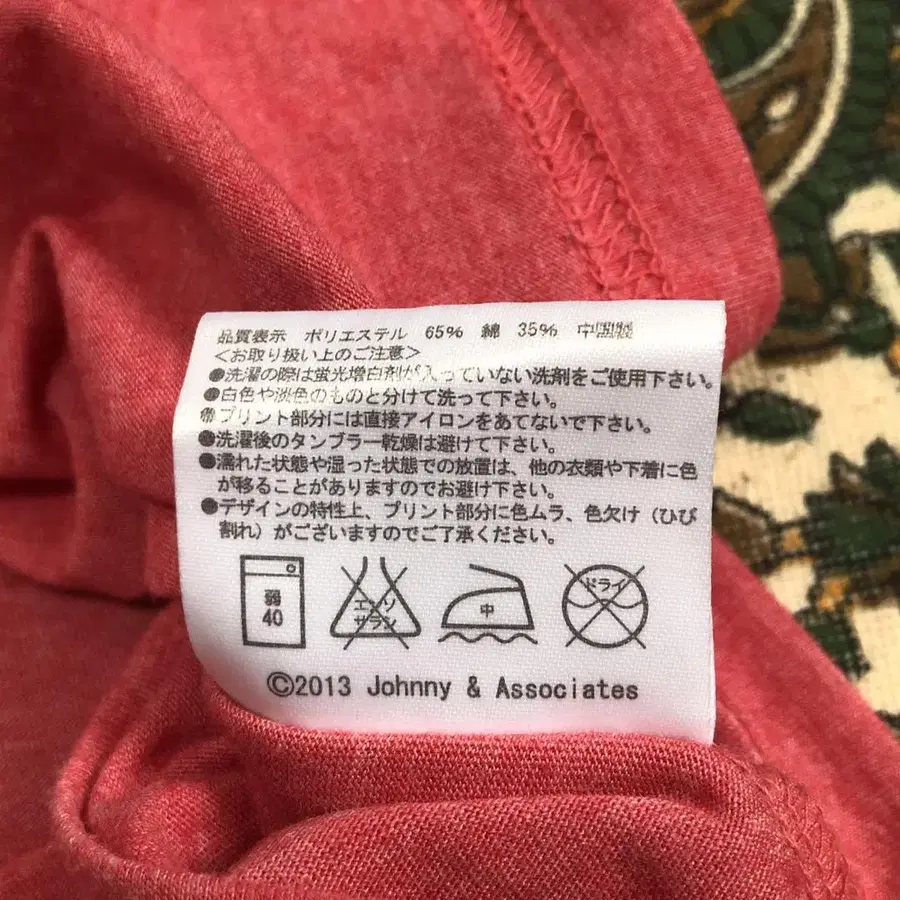 品質表示 ポリエステル 65% 綿 35% 中国製
＜お取り扱い上のご注意＞
●洗濯の際は蛍光増白剤が入っていない洗剤をご使用下さい。
●白色や淡色のものと分けて洗って下さい。
●プリント部分には直接アイロンをあてないで下さい。
●洗濯後のタンブラー乾燥は避けて下さい。
●濡れた状態や湿った状態での放置は、他の衣類や下着に色
が移ることがありますのでお避け下さい。
●デザインの特性上、プリント部分に色ムラ、色欠け（ひび
割れ）がございますのでご了承ください。
弱
40
エンソ
サラシ
中
ドライ
©2013 Johnny & Associates